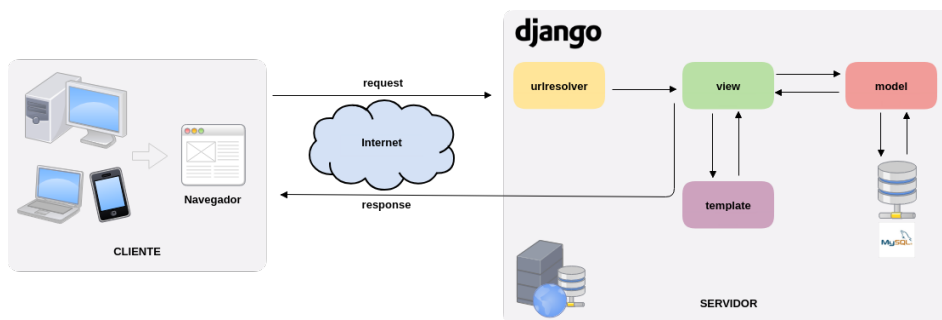 django
request
urlresolver
view
model
Internet
Navegador
response
template
MySQL
CLIENTE
SERVIDOR